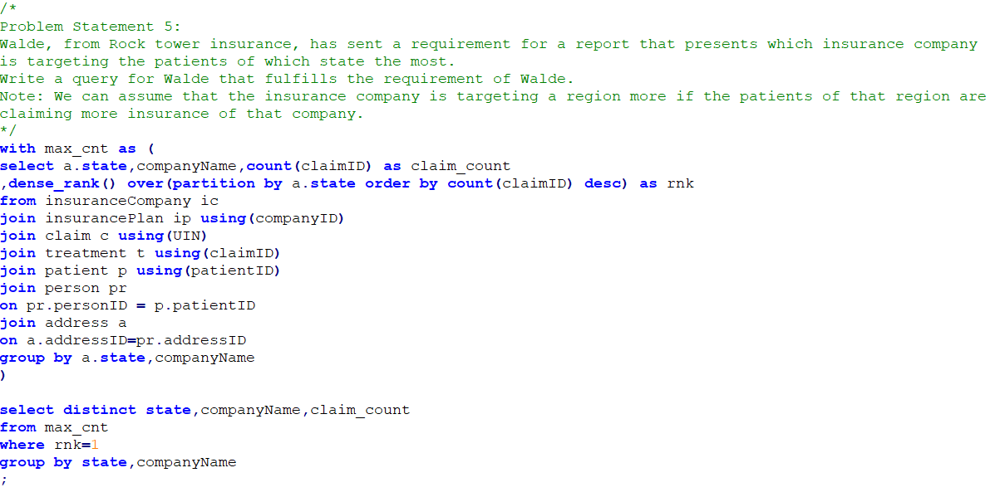 /*
Problem Statement 5:
Walde, from Rock tower insurance, has sent a requirement for a report that presents which insurance company
is targeting the patients of which state the most.
Write a query for Walde that fulfills the requirement of Walde.
Note: We can assume that the insurance company is targeting a region more if the patients of that region are
claiming more insurance of that company.
*/
with max_cnt as (
select a.state,companyName,count(claimID) as claim_count
,dense_rank() over(partition by a.state order by count(claimID) desc) as rnk
from insuranceCompany ic
join insurancePlan ip using(companyID)
join claim c using(UIN)
join treatment t using(claimID)
join patient p using(patientID)
join person pr
on pr.personID = p.patientID
join address a
on a.addressID=pr.addressID
group by a.state,companyName
)
select distinct state,companyName,claim_count
from max_cnt
where rnk=1
group by state,companyName
;